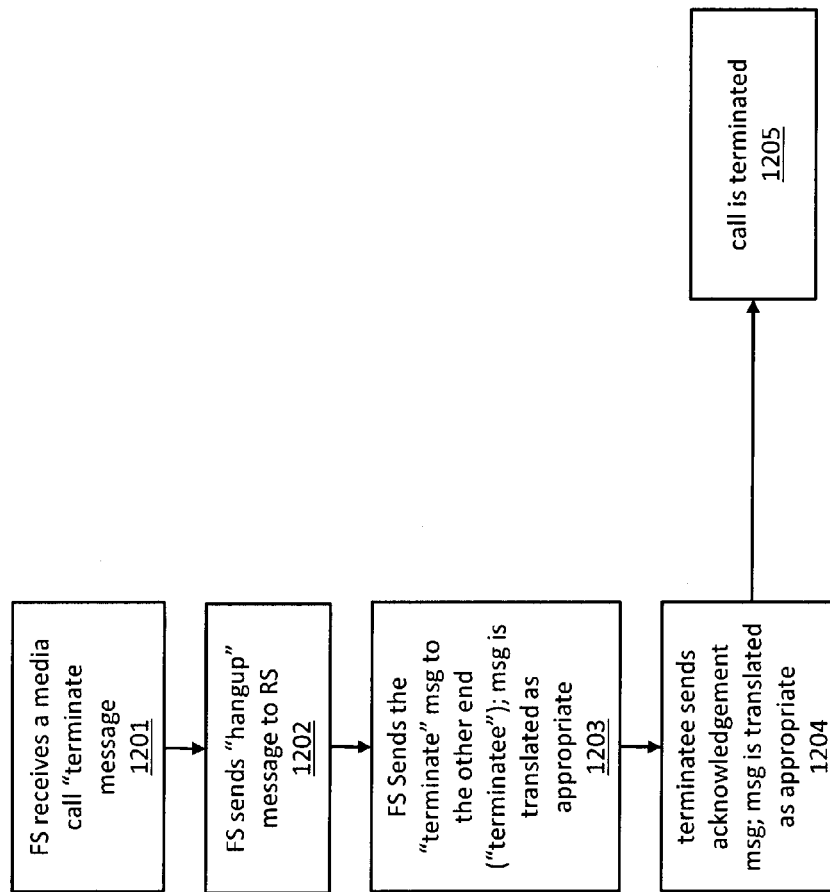 FS receives a media
call “terminate
message
1201
FS sends “hangup”
message to RS
1202
FS Sends the
“terminate” msg to
the other end
(“terminatee”); msg is
translated as
appropriate
1203
terminatee sends
acknowledgement
msg; msg is translated
as appropriate
1204
call is terminated
1205